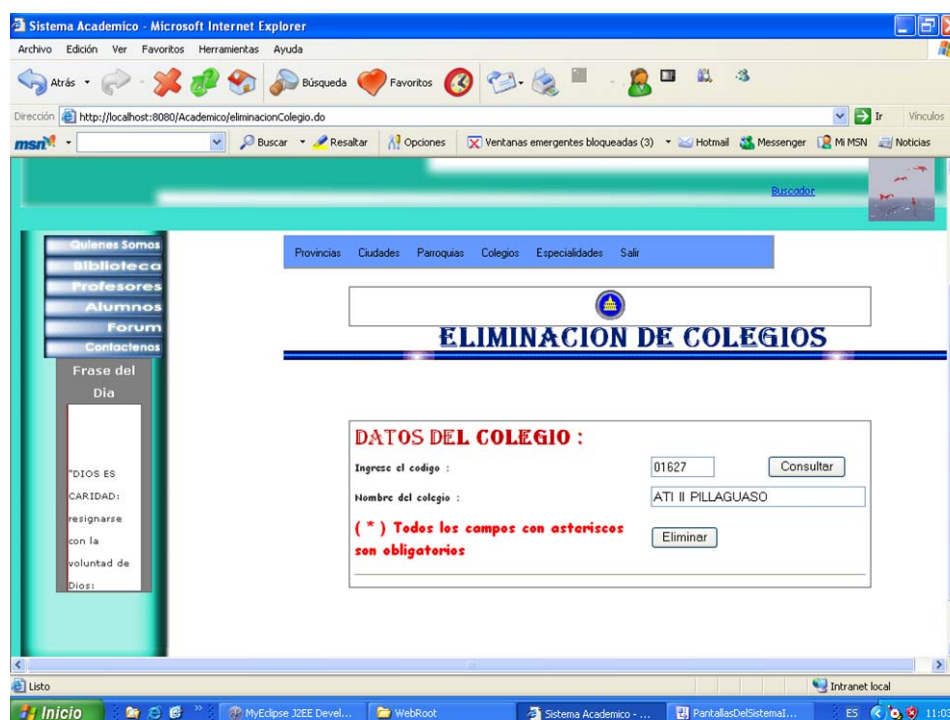 Sistema Academico - Microsoft Internet Explorer
Archivo Edición Ver Favoritos Herramientas Ayuda
Atrás Búsqueda Favoritos
Dirección http://localhost:8080/Academico/eliminacionColegio.do Ir Vínculos
msn Buscar Resaltar Opciones Ventanas emergentes bloqueadas (3) Hotmail Messenger Mi MSN Noticias
Buscador
Quienes Somos
Biblioteca
Profesores
Alumnos
Forum
Contactenos
Frase del
Dia
"DIOS ES
CARIDAD:
resignarse
con la
voluntad de
Dios:
Provincias Ciudades Parroquias Colegios Especialidades Salir
ELIMINACION DE COLEGIOS
DATOS DEL COLEGIO :
Ingrese el codigo : 01627 Consultar
Nombre del colegio : ATI II PILLAGUASO
( * ) Todos los campos con asteriscos
son obligatorios
Eliminar
Listo Intranet local
Inicio MyEclipse J2EE Devel... WebRoot Sistema Academico - ... PantallasDelSistemaI... ES